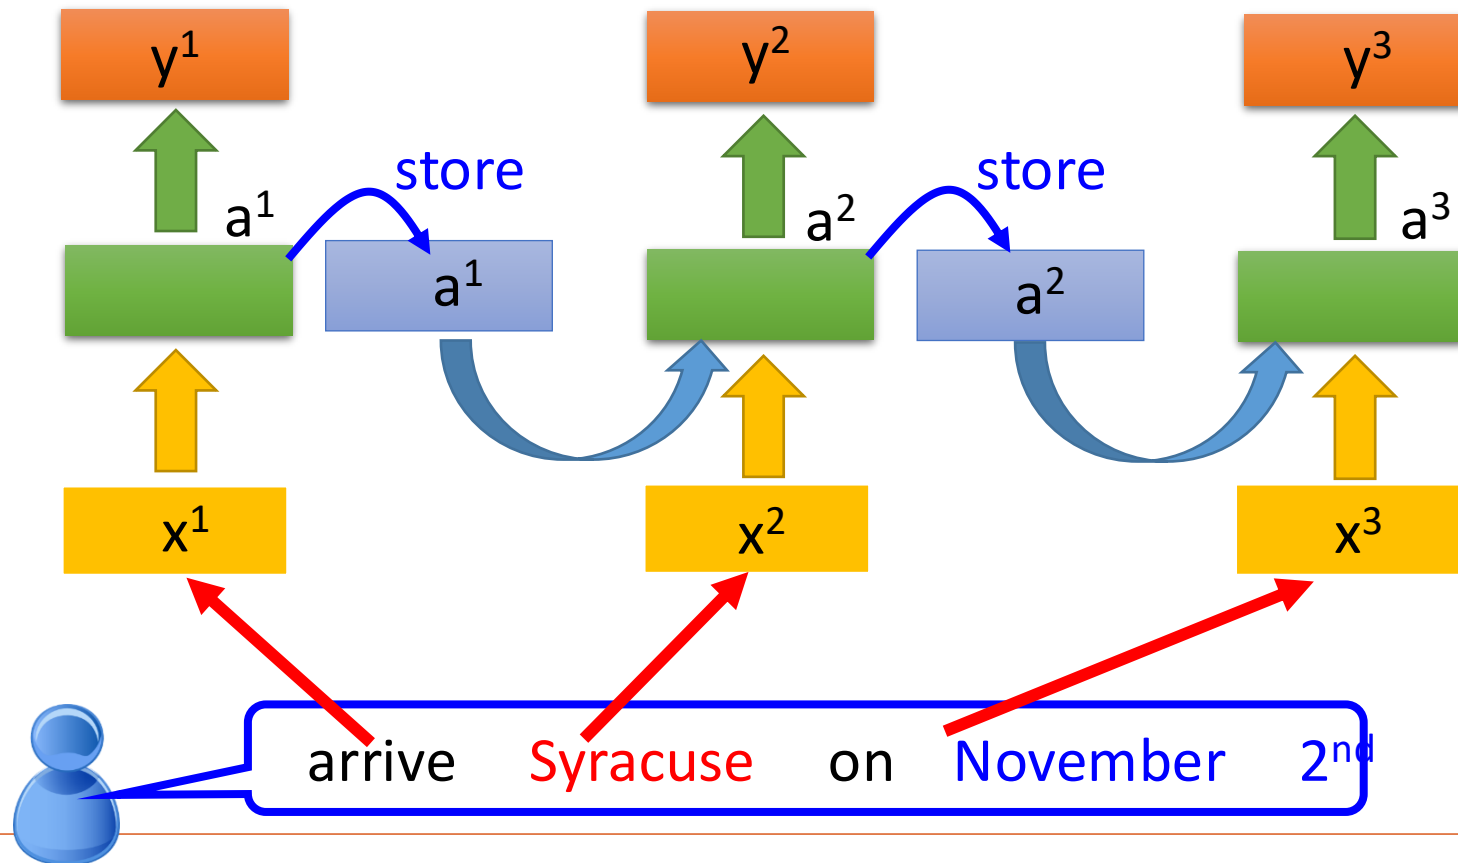 y¹ y² y³
store store
a¹ a² a³
a¹ a²
x¹ x² x³
arrive Syracuse on November 2ⁿᵈ